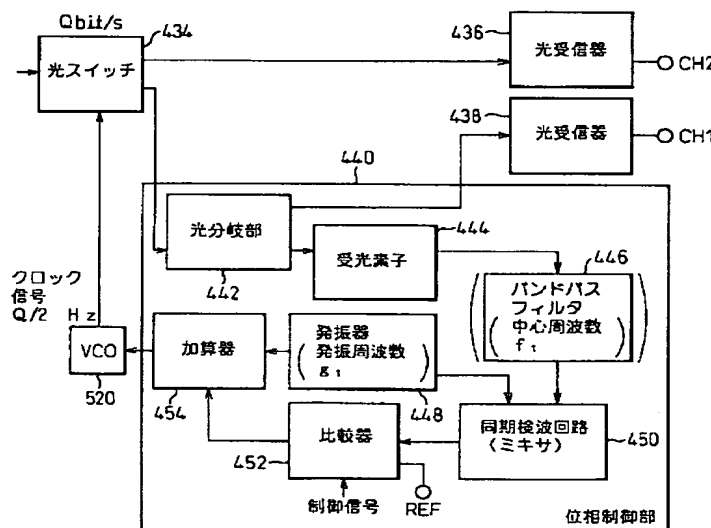 Qbit/s
434
光スイッチ
436
光受信器
CH2
438
光受信器
CH1
440
光分岐部
442
444
受光素子
446
バンドパス
フィルタ
(中心周波数
f₁)
クロック
信号
Q/2 Hz
VCO
520
加算器
454
発振器
(発振周波数
g₁)
448
同期検波回路
(ミキサ)
450
比較器
452
制御信号
REF
位相制御部